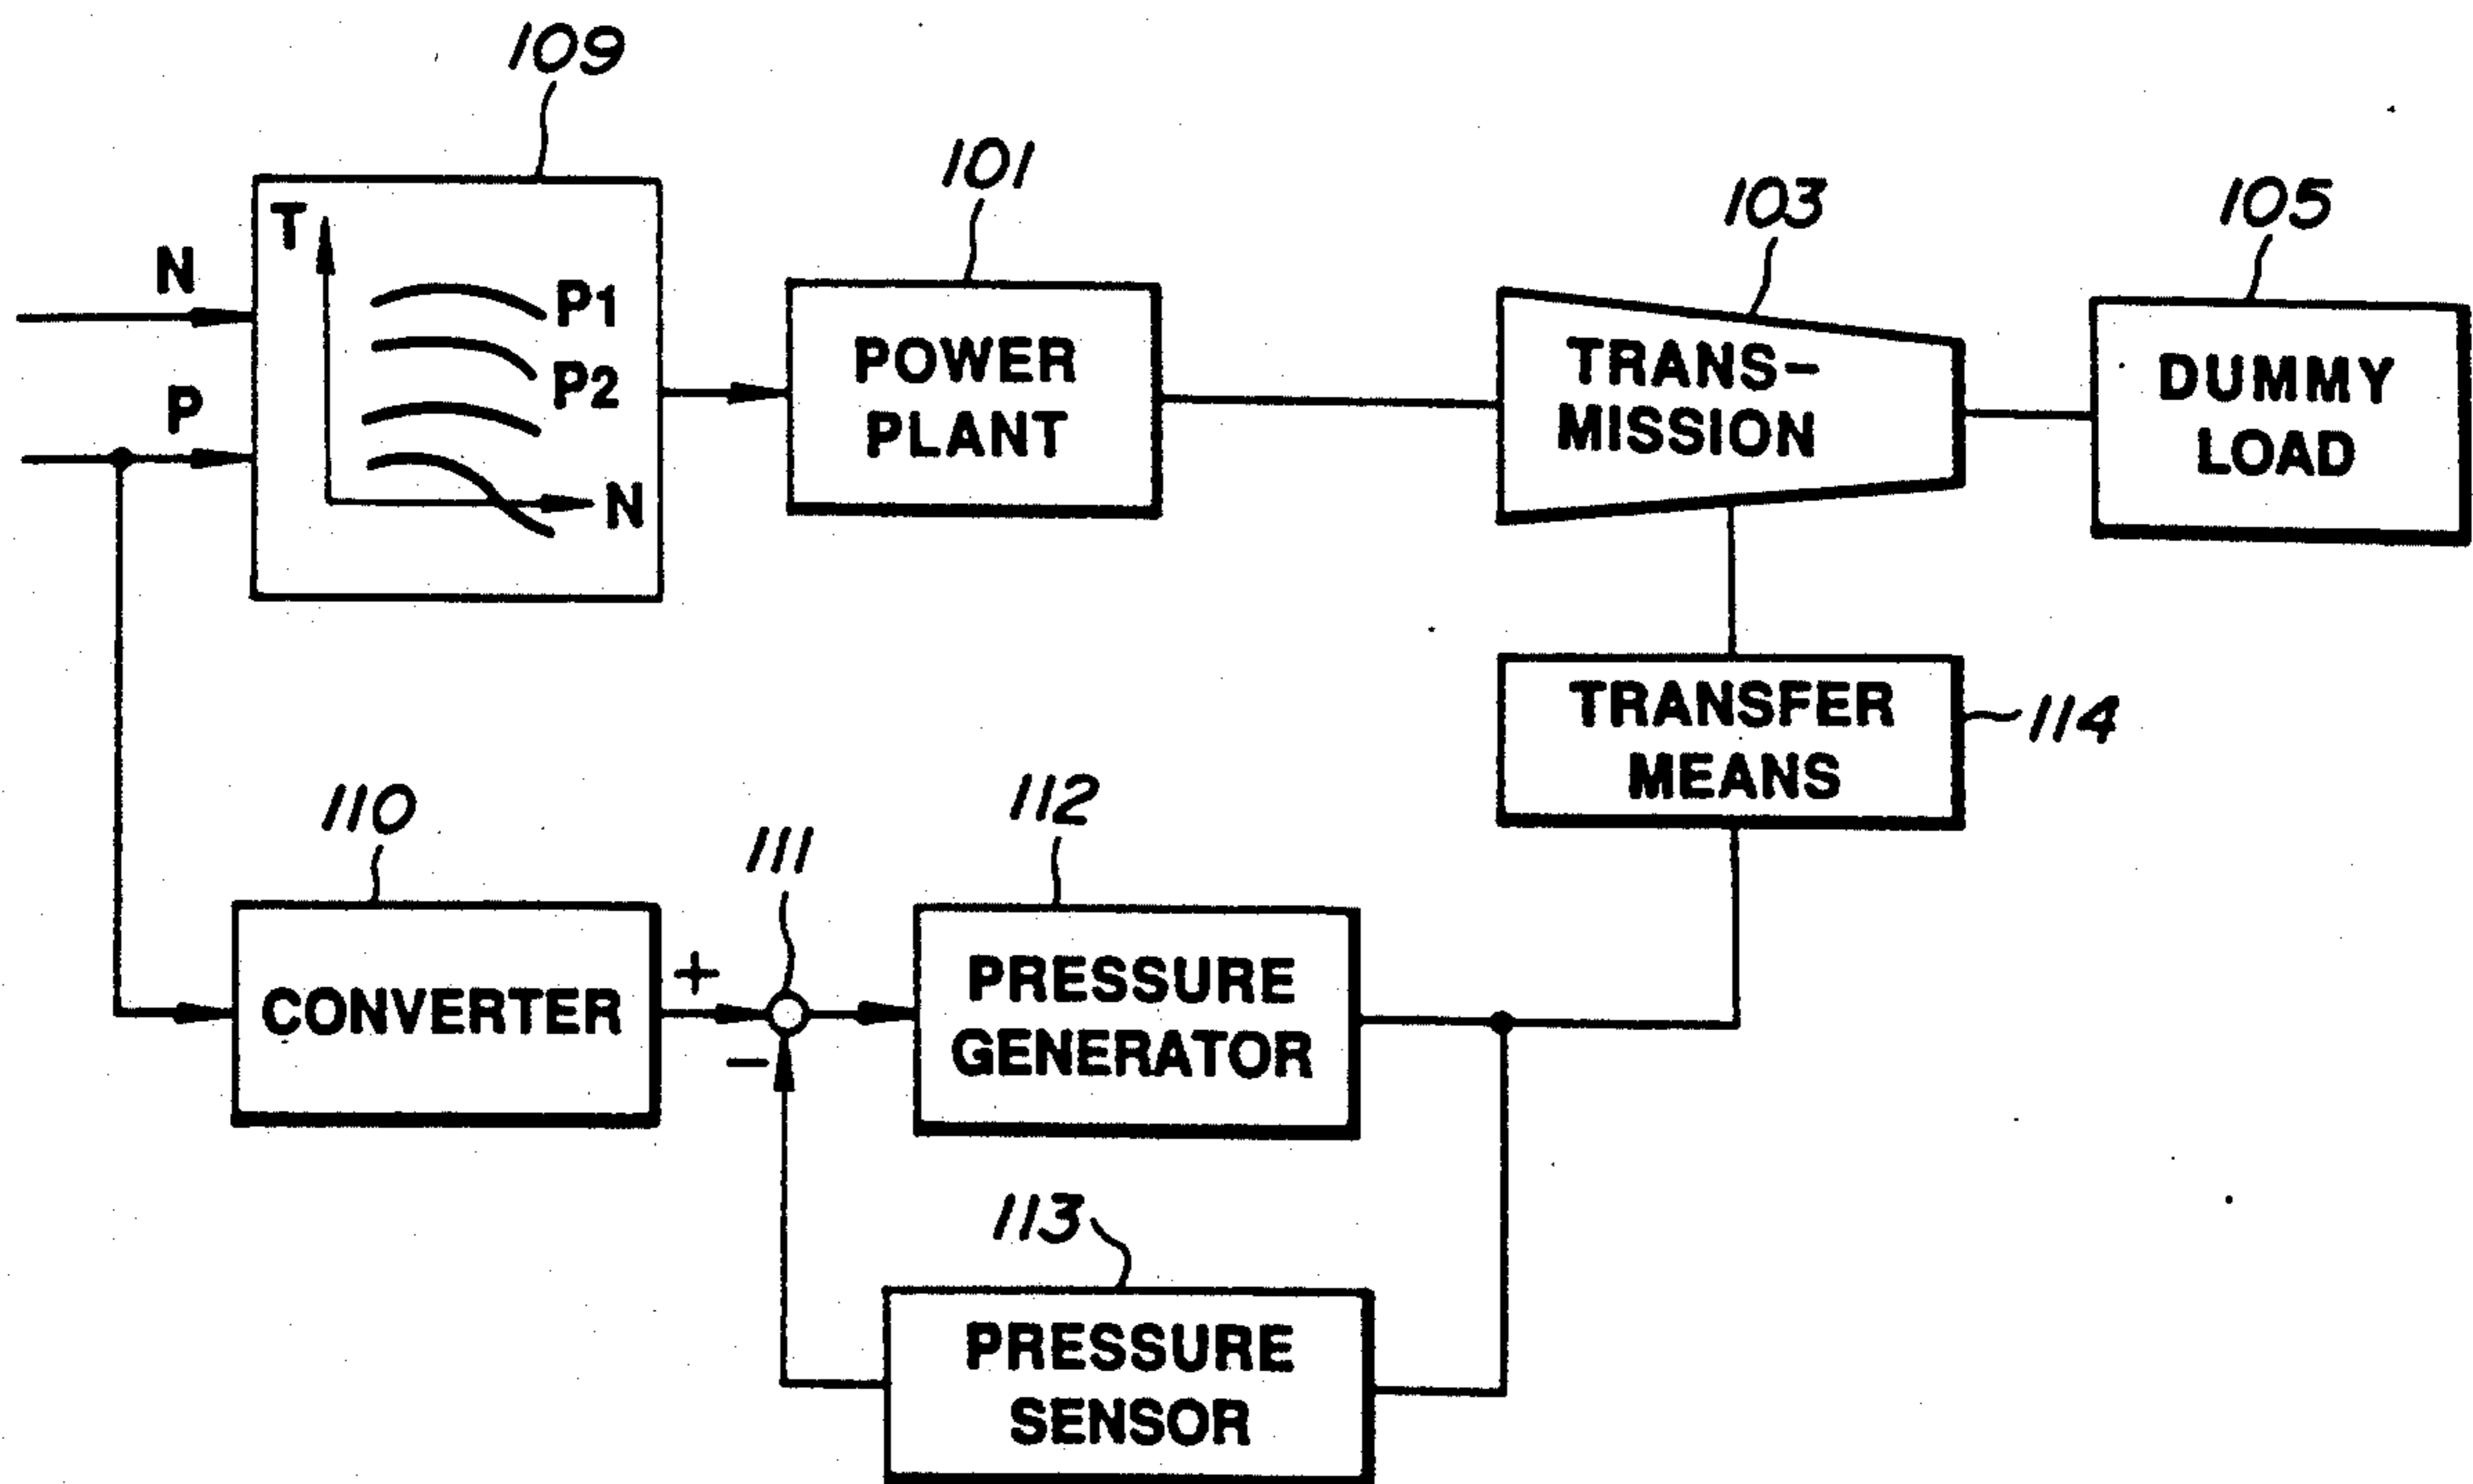 109
101
103
105
T
N
P1
P2
P
N
POWER
PLANT
TRANS-
MISSION
DUMMY
LOAD
TRANSFER
MEANS
114
110
111
112
CONVERTER
+
−
PRESSURE
GENERATOR
113
PRESSURE
SENSOR